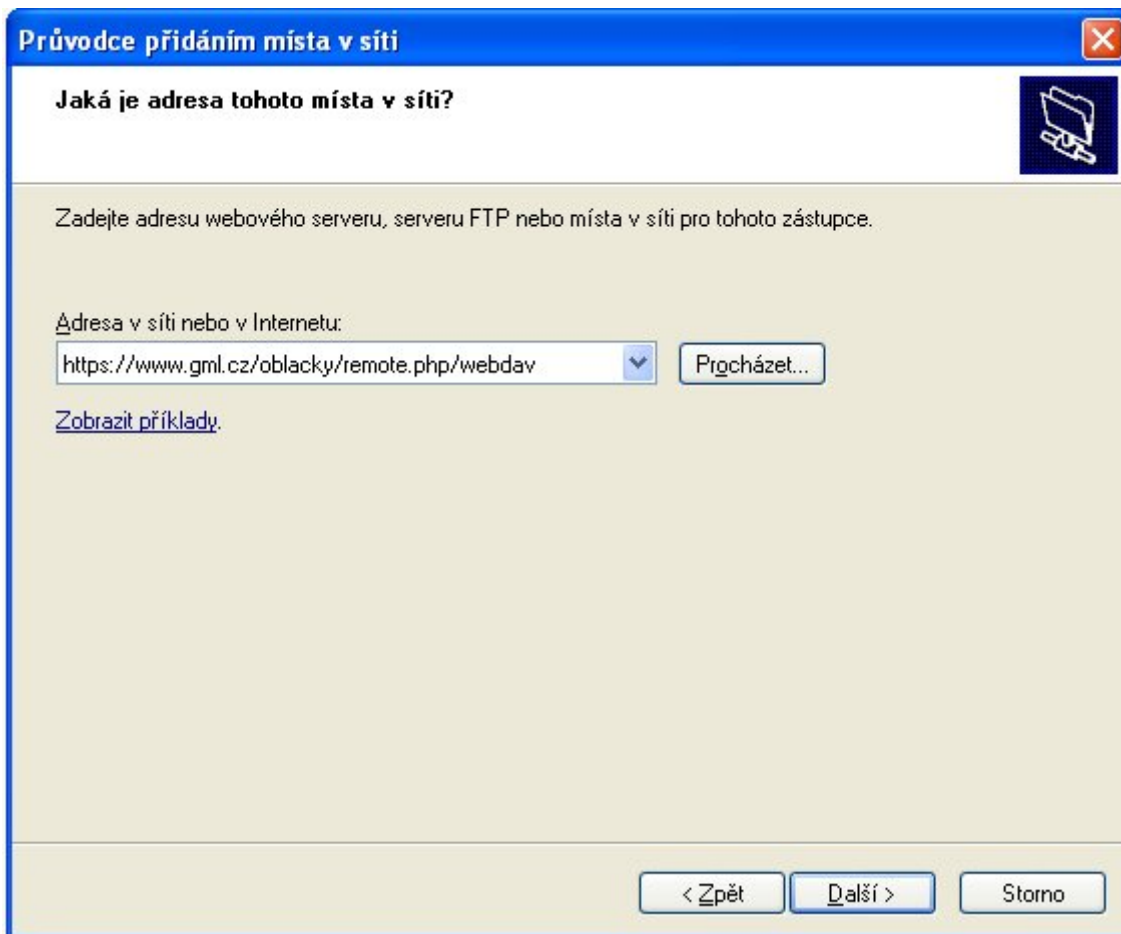 Průvodce přidáním místa v síti
Jaká je adresa tohoto místa v síti?
Zadejte adresu webového serveru, serveru FTP nebo místa v síti pro tohoto zástupce.
Adresa v síti nebo v Internetu:
https://www.gml.cz/oblacky/remote.php/webdav
Procházet...
Zobrazit příklady.
< Zpět
Další >
Storno